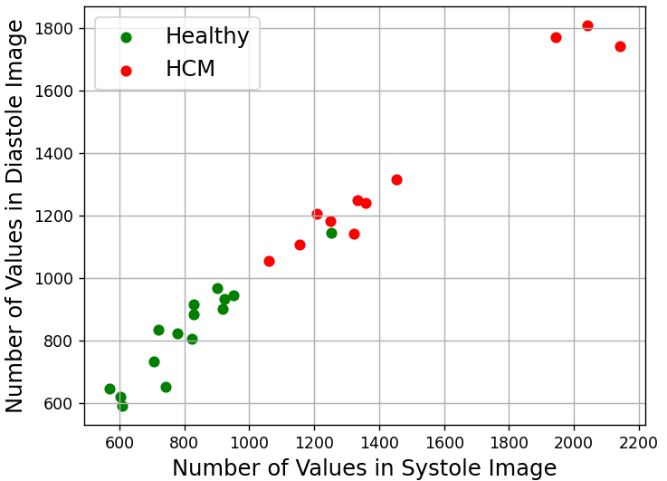 Healthy
HCM
Number of Values in Diastole Image
1800
1600
1400
1200
1000
800
600
600 800 1000 1200 1400 1600 1800 2000 2200
Number of Values in Systole Image